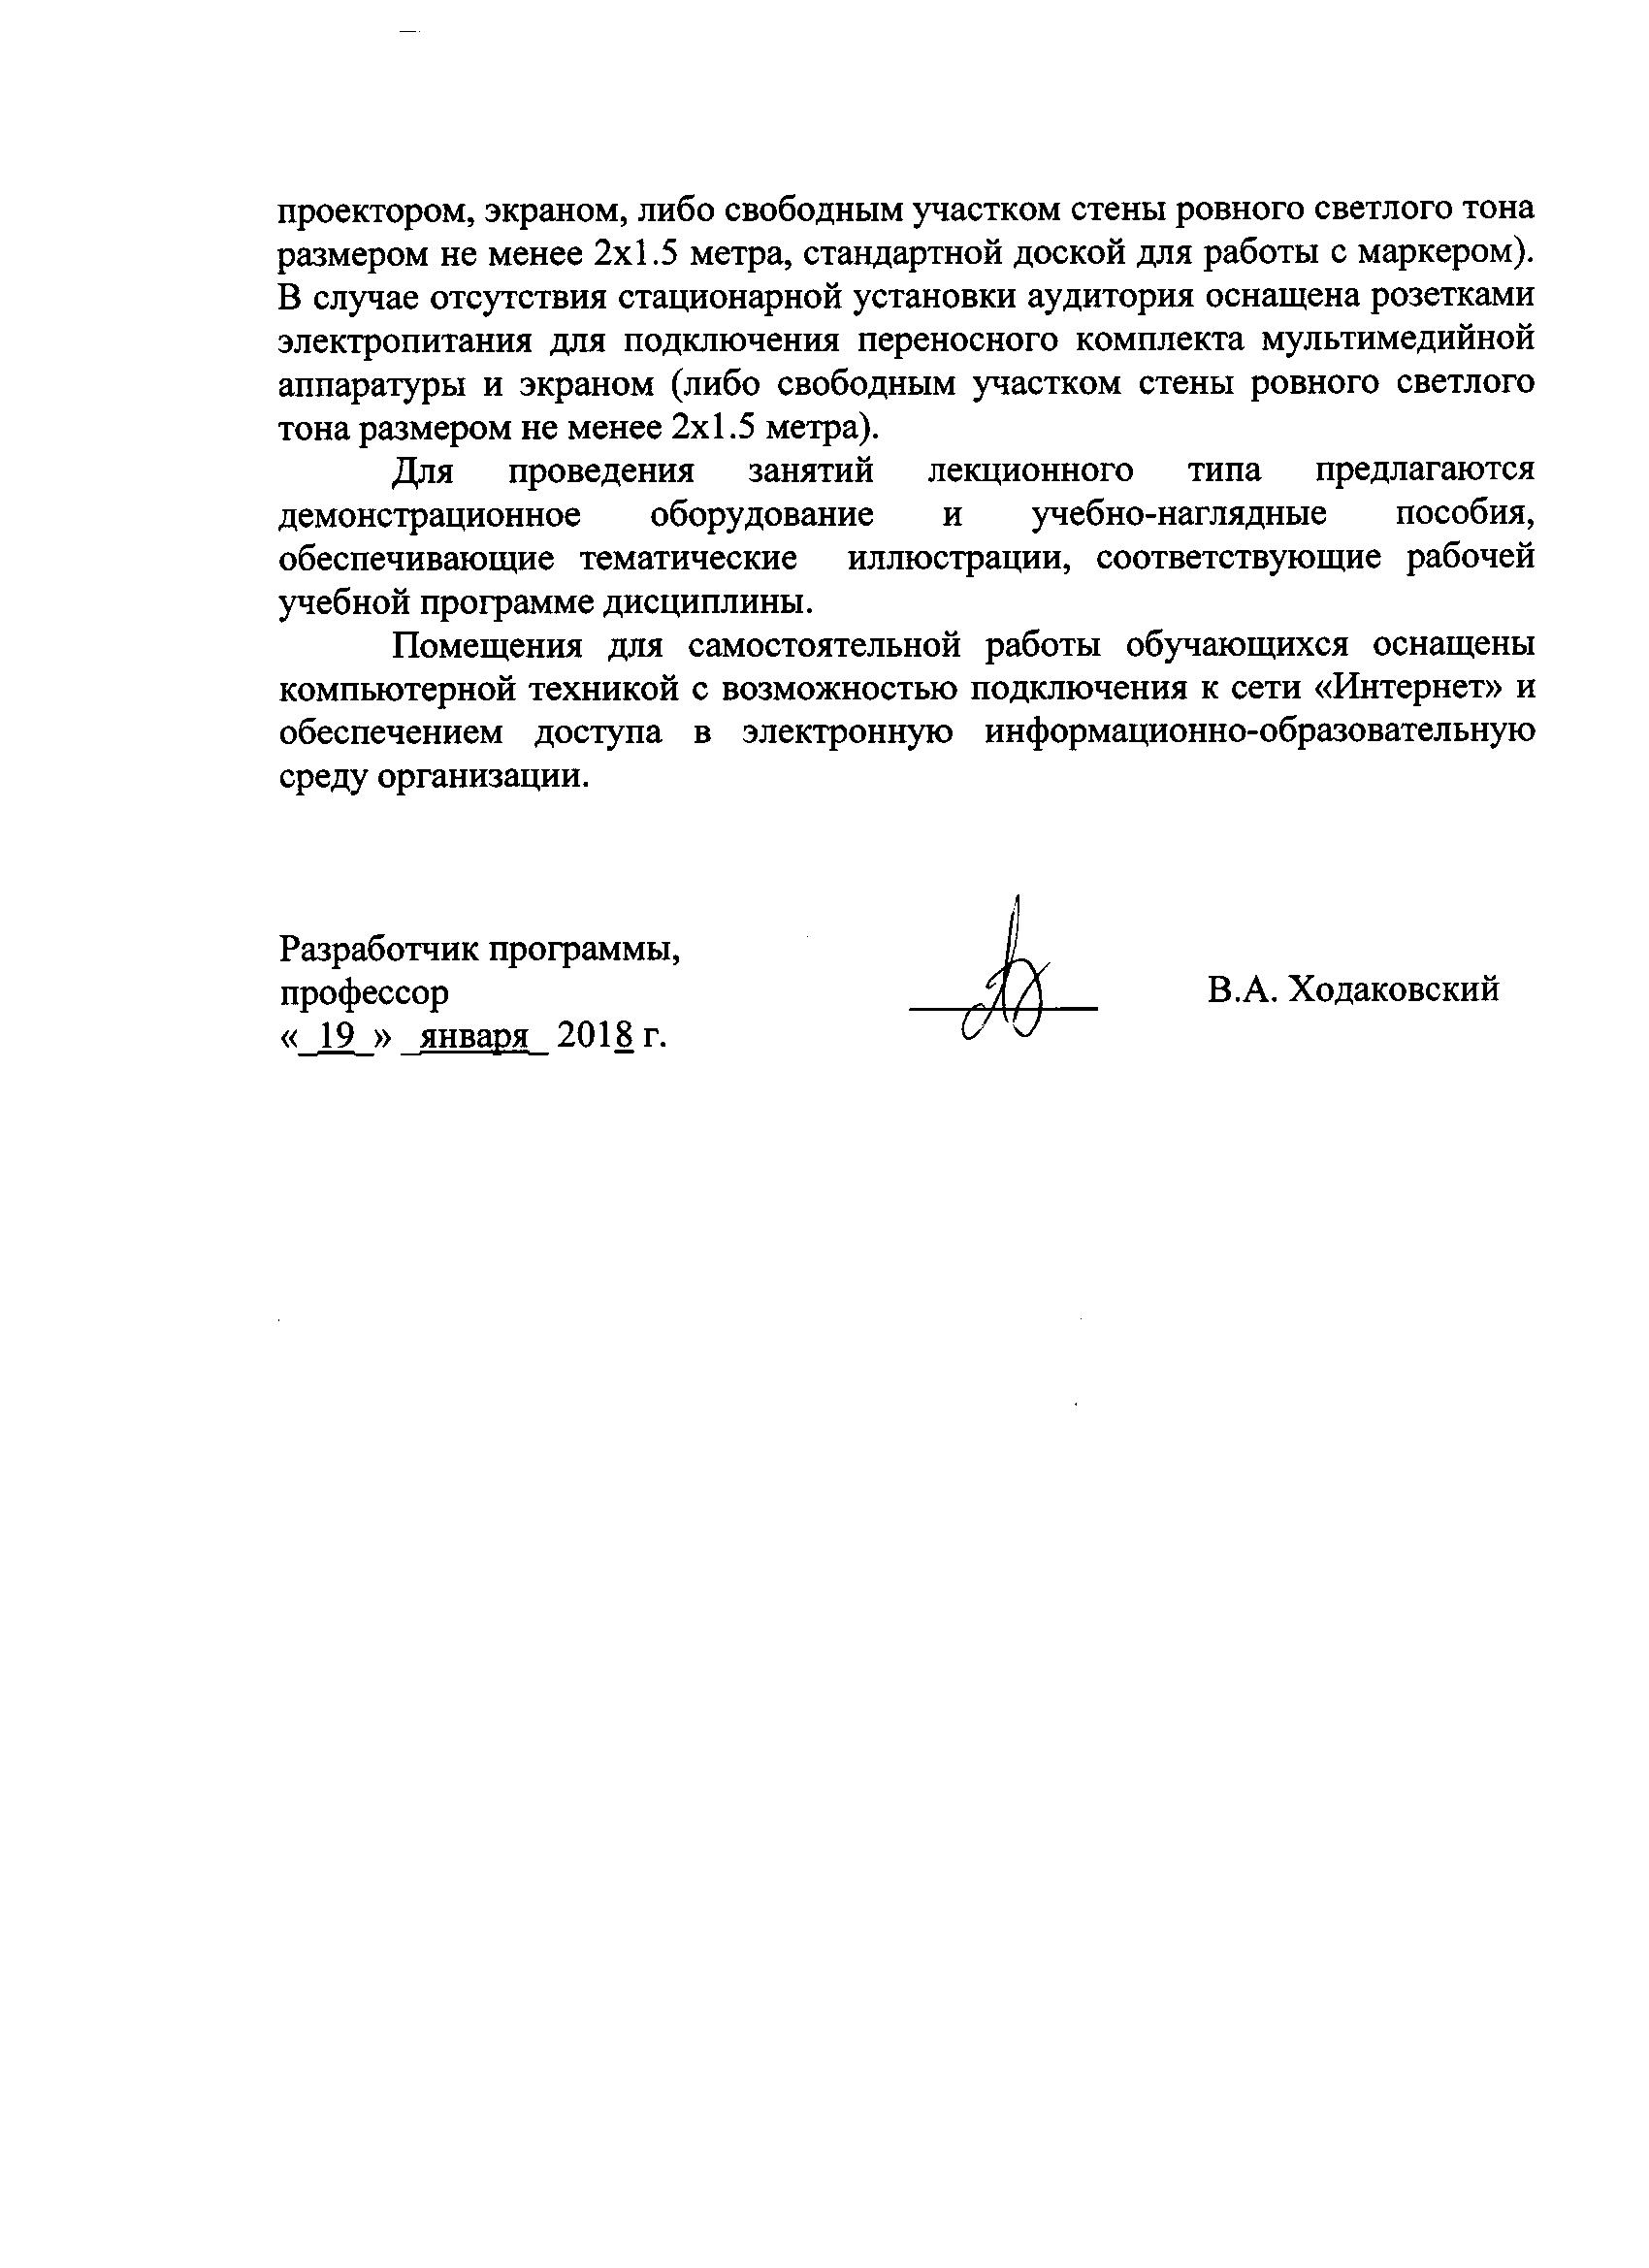 проектором, экраном, либо свободным участком стены ровного светлого тона
размером не менее 2х1.5 метра, стандартной доской для работы с маркером).
В случае отсутствия стационарной установки аудитория оснащена розетками
электропитания для подключения переносного комплекта мультимедийной
аппаратуры и экраном (либо свободным участком стены ровного светлого
тона размером не менее 2х1.5 метра).
Для проведения занятий лекционного типа предлагаются
демонстрационное оборудование и учебно-наглядные пособия,
обеспечивающие тематические иллюстрации, соответствующие рабочей
учебной программе дисциплины.
Помещения для самостоятельной работы обучающихся оснащены
компьютерной техникой с возможностью подключения к сети «Интернет» и
обеспечением доступа в электронную информационно-образовательную
среду организации.
Разработчик программы,
профессор
В.А. Ходаковский
«_19_» _января_ 2018 г.